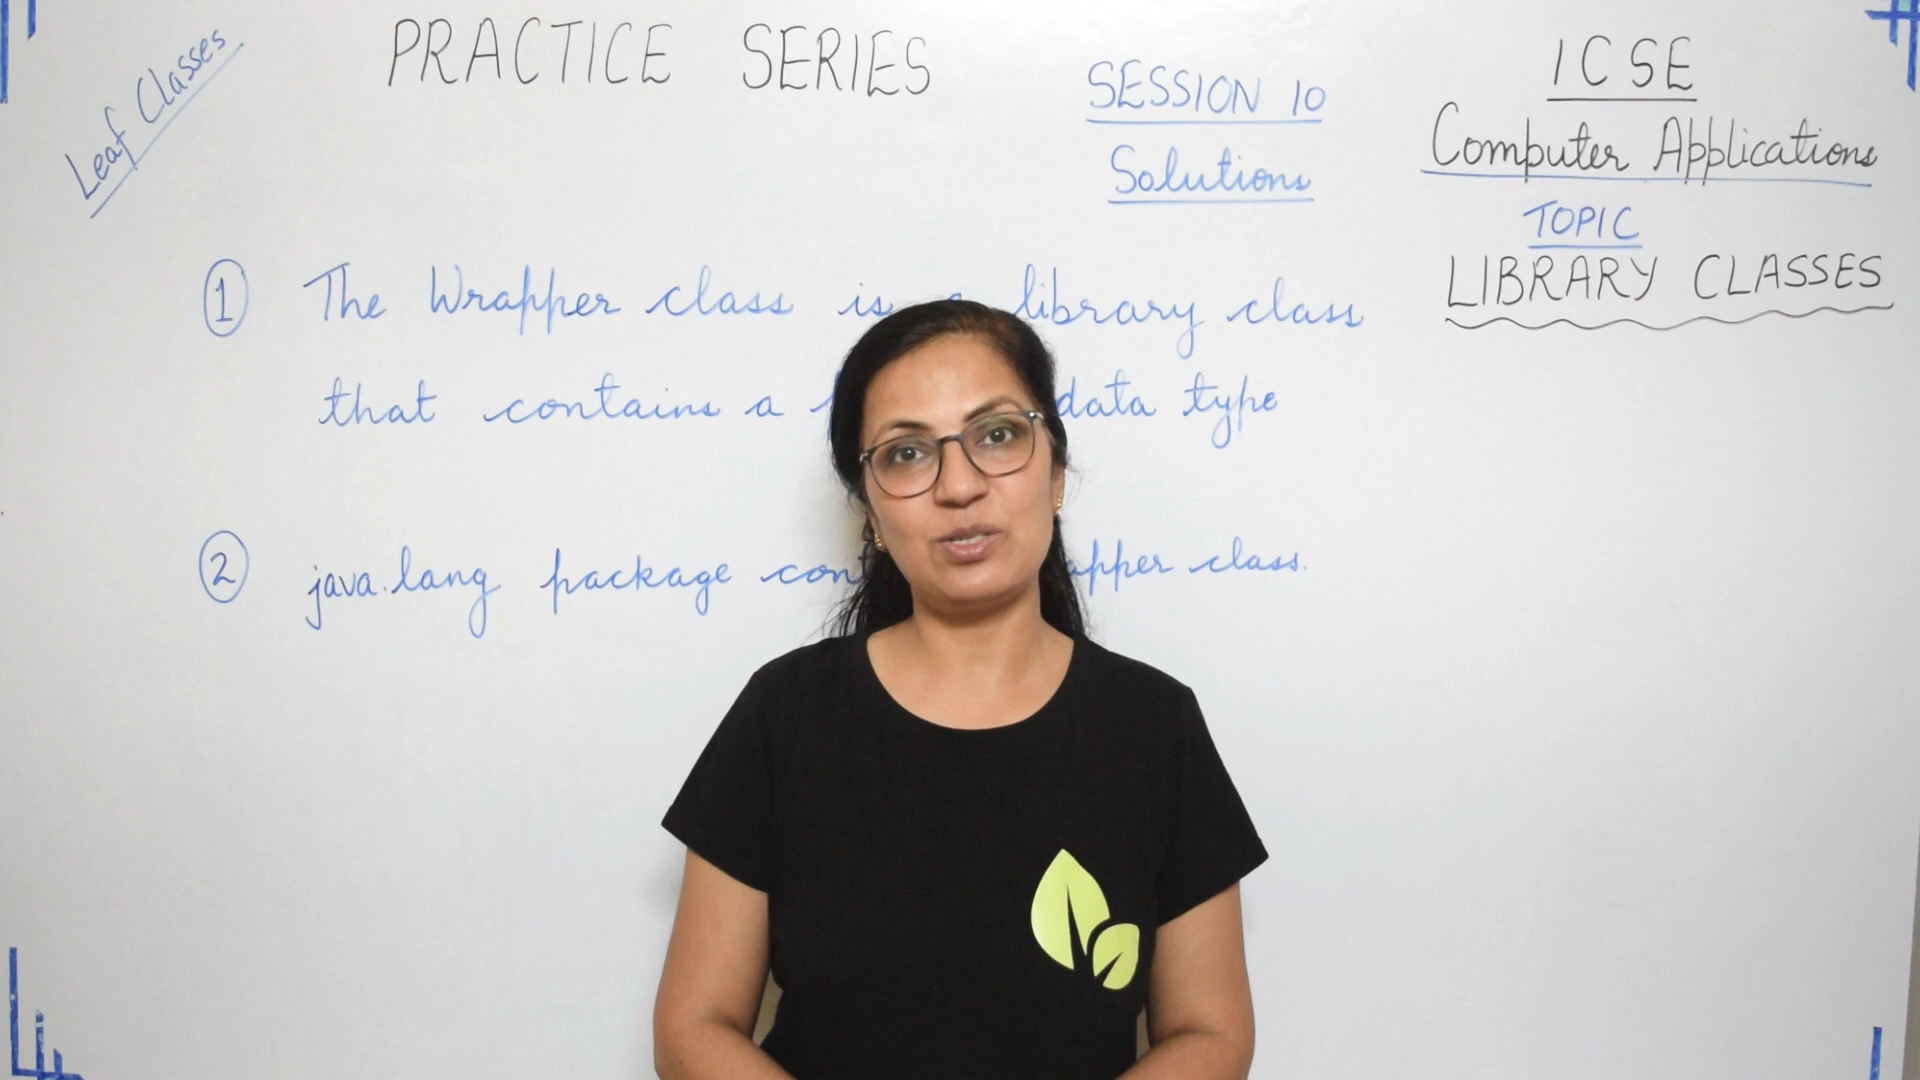 Leaf Classes
PRACTICE SERIES
SESSION 10
Solutions
ICSE
Computer Applications
TOPIC
LIBRARY CLASSES
1 The Wrapper class is a library class
that contains a data type
2 java.lang package class.